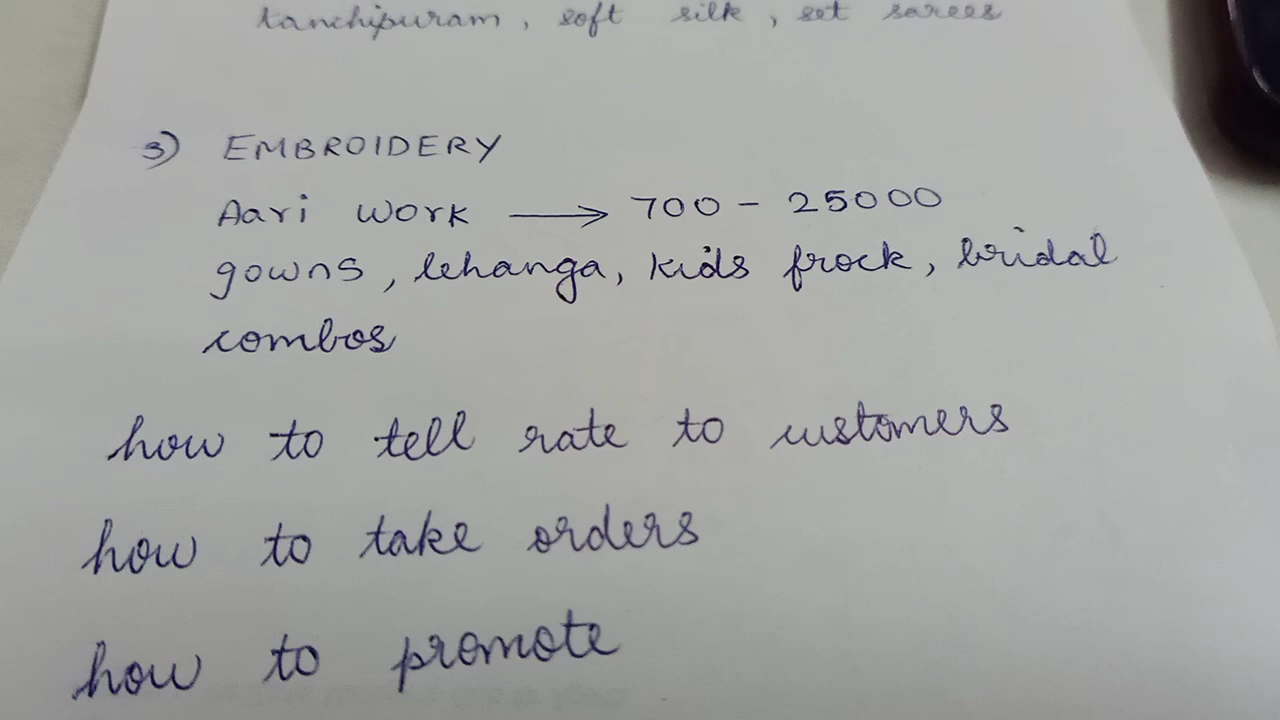 kanchipuram, soft silk, set sarees
3) EMBROIDERY
Aari work → 700 - 25000
gowns, lehanga, kids frock, bridal
combos
how to tell rate to customers
how to take orders
how to promote